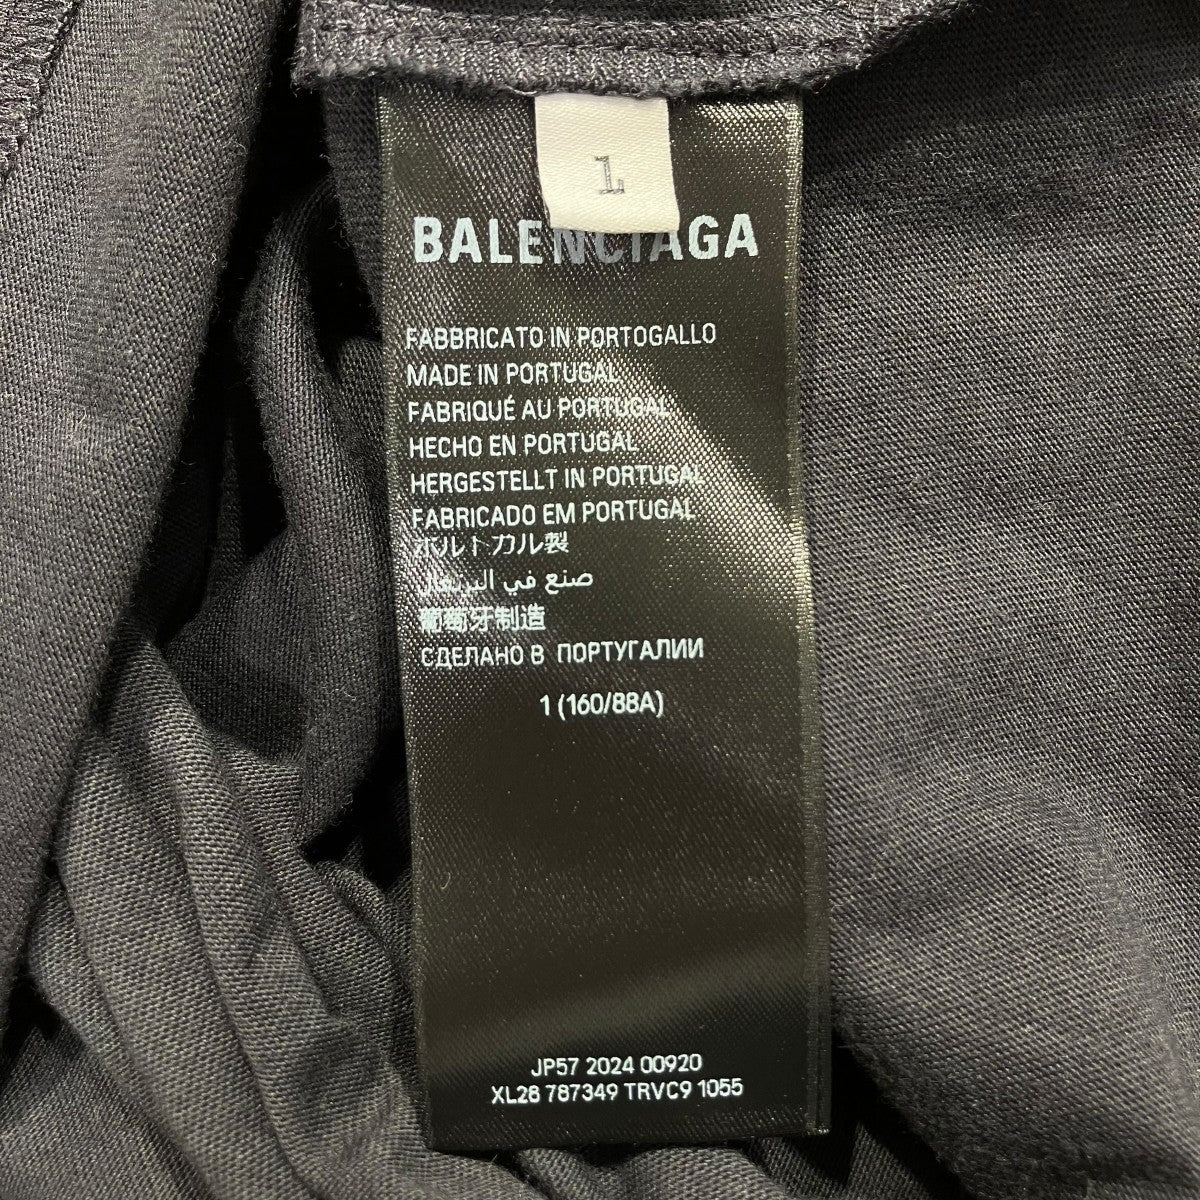 1
BALENCIAGA
FABBRICATO IN PORTOGALLO
MADE IN PORTUGAL
FABRIQUÉ AU PORTUGAL
HECHO EN PORTUGAL
HERGESTELLT IN PORTUGAL
FABRICADO EM PORTUGAL
ポルトガル製
صنع في البرتغال
葡萄牙制造
СДЕЛАНО В ПОРТУГАЛИИ
1 (160/88A)
JP57 2024 00920
XL28 787349 TRVC9 1055